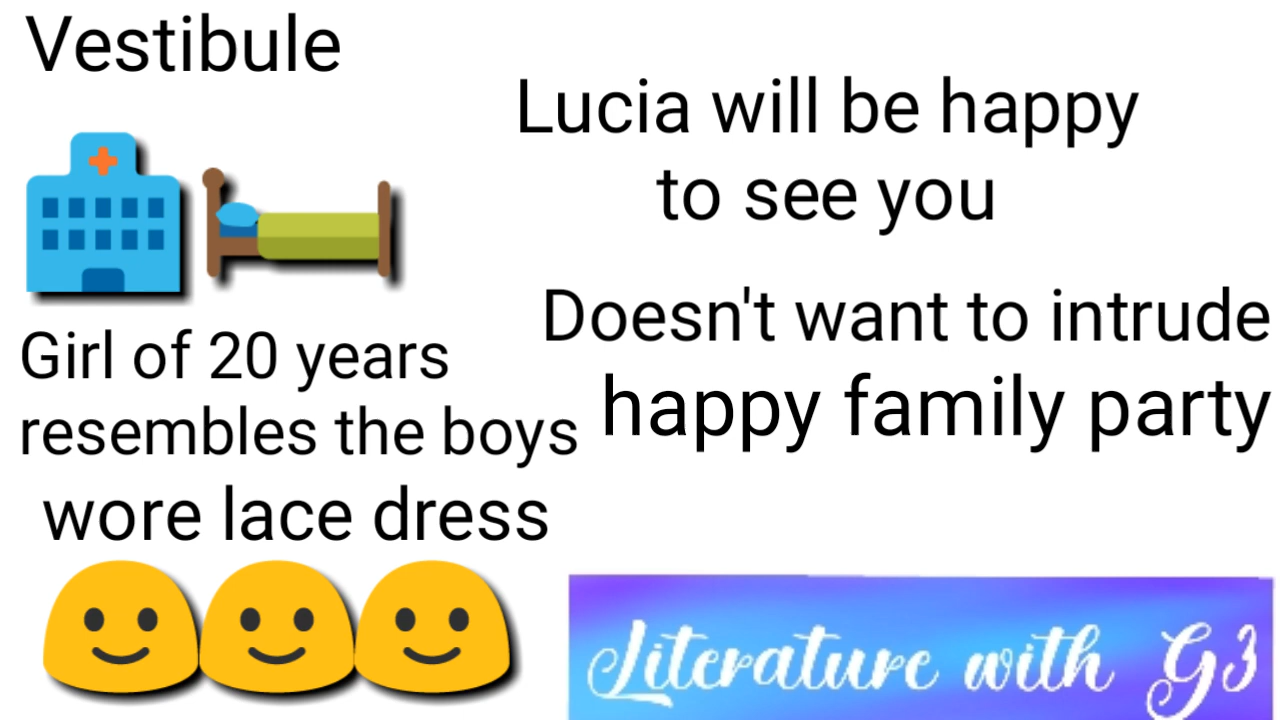 Vestibule
Lucia will be happy
to see you
Girl of 20 years
resembles the boys
wore lace dress
Doesn't want to intrude
happy family party
Literature with G3